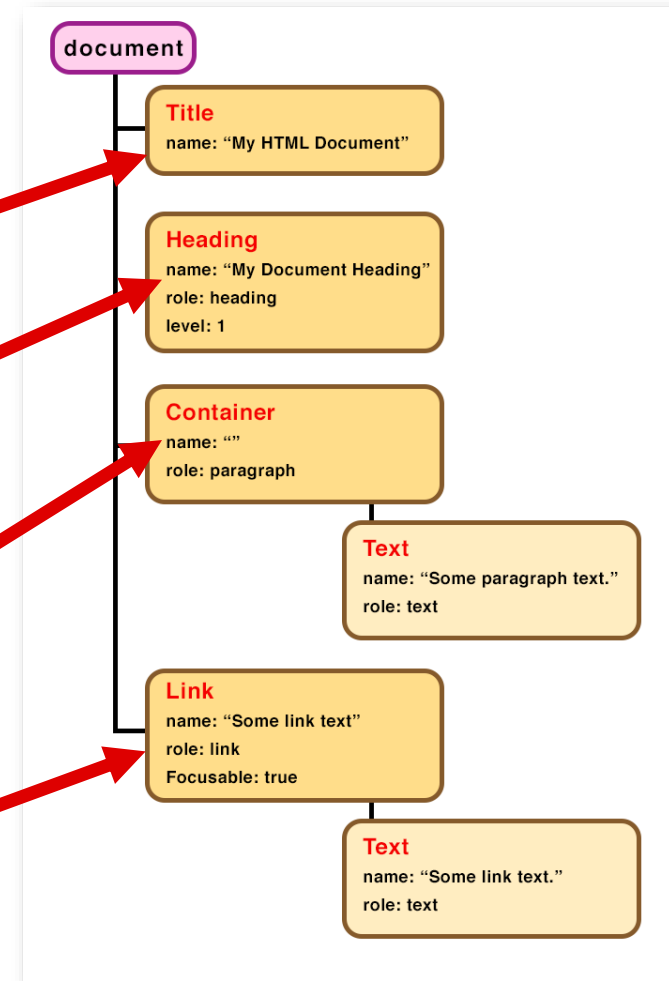 document
Title
name: “My HTML Document”
Heading
name: “My Document Heading”
role: heading
level: 1
Container
name: “”
role: paragraph
Text
name: “Some paragraph text.”
role: text
Link
name: “Some link text”
role: link
Focusable: true
Text
name: “Some link text.”
role: text